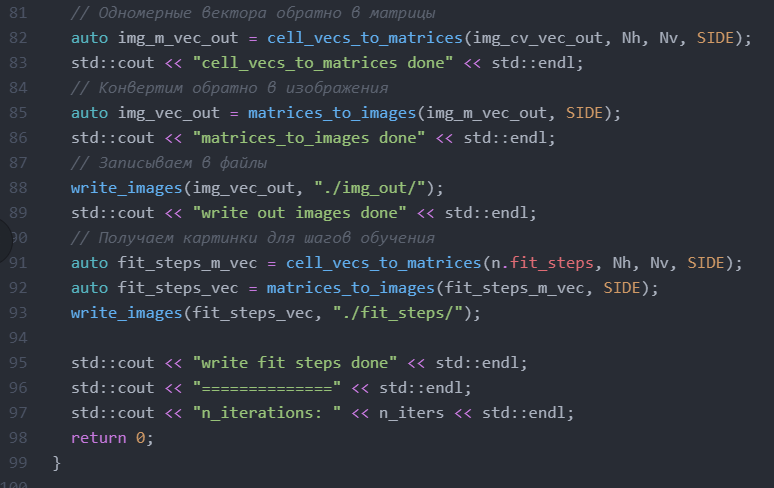 81 // Одномерные вектора обратно в матрицы
82 auto img_m_vec_out = cell_vecs_to_matrices(img_cv_vec_out, Nh, Nv, SIDE);
83 std::cout << "cell_vecs_to_matrices done" << std::endl;
84 // Конвертим обратно в изображения
85 auto img_vec_out = matrices_to_images(img_m_vec_out, SIDE);
86 std::cout << "matrices_to_images done" << std::endl;
87 // Записываем в файлы
88 write_images(img_vec_out, "./img_out/");
89 std::cout << "write out images done" << std::endl;
90 // Получаем картинки для шагов обучения
91 auto fit_steps_m_vec = cell_vecs_to_matrices(n.fit_steps, Nh, Nv, SIDE);
92 auto fit_steps_vec = matrices_to_images(fit_steps_m_vec, SIDE);
93 write_images(fit_steps_vec, "./fit_steps/");
94
95 std::cout << "write fit steps done" << std::endl;
96 std::cout << "==============" << std::endl;
97 std::cout << "n_iterations: " << n_iters << std::endl;
98 return 0;
99 }
100